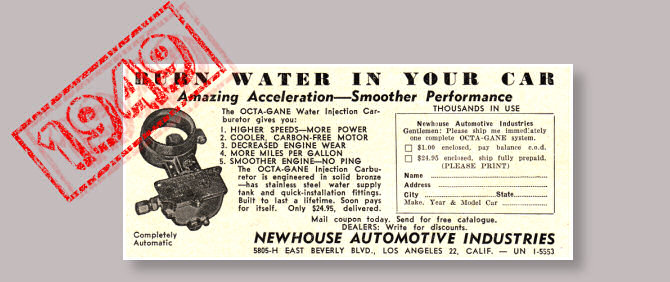 1949
BURN WATER IN YOUR CAR
Amazing Acceleration—Smoother Performance
The OCTA-GANE Water Injection Car-
buretor gives you:
1. HIGHER SPEEDS—MORE POWER
2. COOLER, CARBON-FREE MOTOR
3. DECREASED ENGINE WEAR
4. MORE MILES PER GALLON
5. SMOOTHER ENGINE—NO PING
The OCTA-GANE Injection Carbu-
retor is engineered in solid bronze
—has stainless steel water supply
tank and quick-installation fittings.
Built to last a lifetime. Soon pays
for itself. Only $24.95, delivered.
THOUSANDS IN USE
Newhouse Automotive Industries
Gentlemen: Please ship me immediately
one complete OCTA-GANE system.
$1.00 enclosed, pay balance c.o.d.
$24.95 enclosed, ship fully prepaid.
(PLEASE PRINT)
Name
Address
City State
Make, Year & Model Car
Mail coupon today. Send for free catalogue.
DEALERS: Write for discounts.
Completely
Automatic
NEWHOUSE AUTOMOTIVE INDUSTRIES
5805-H EAST BEVERLY BLVD., LOS ANGELES 22, CALIF. — UN 1-5553